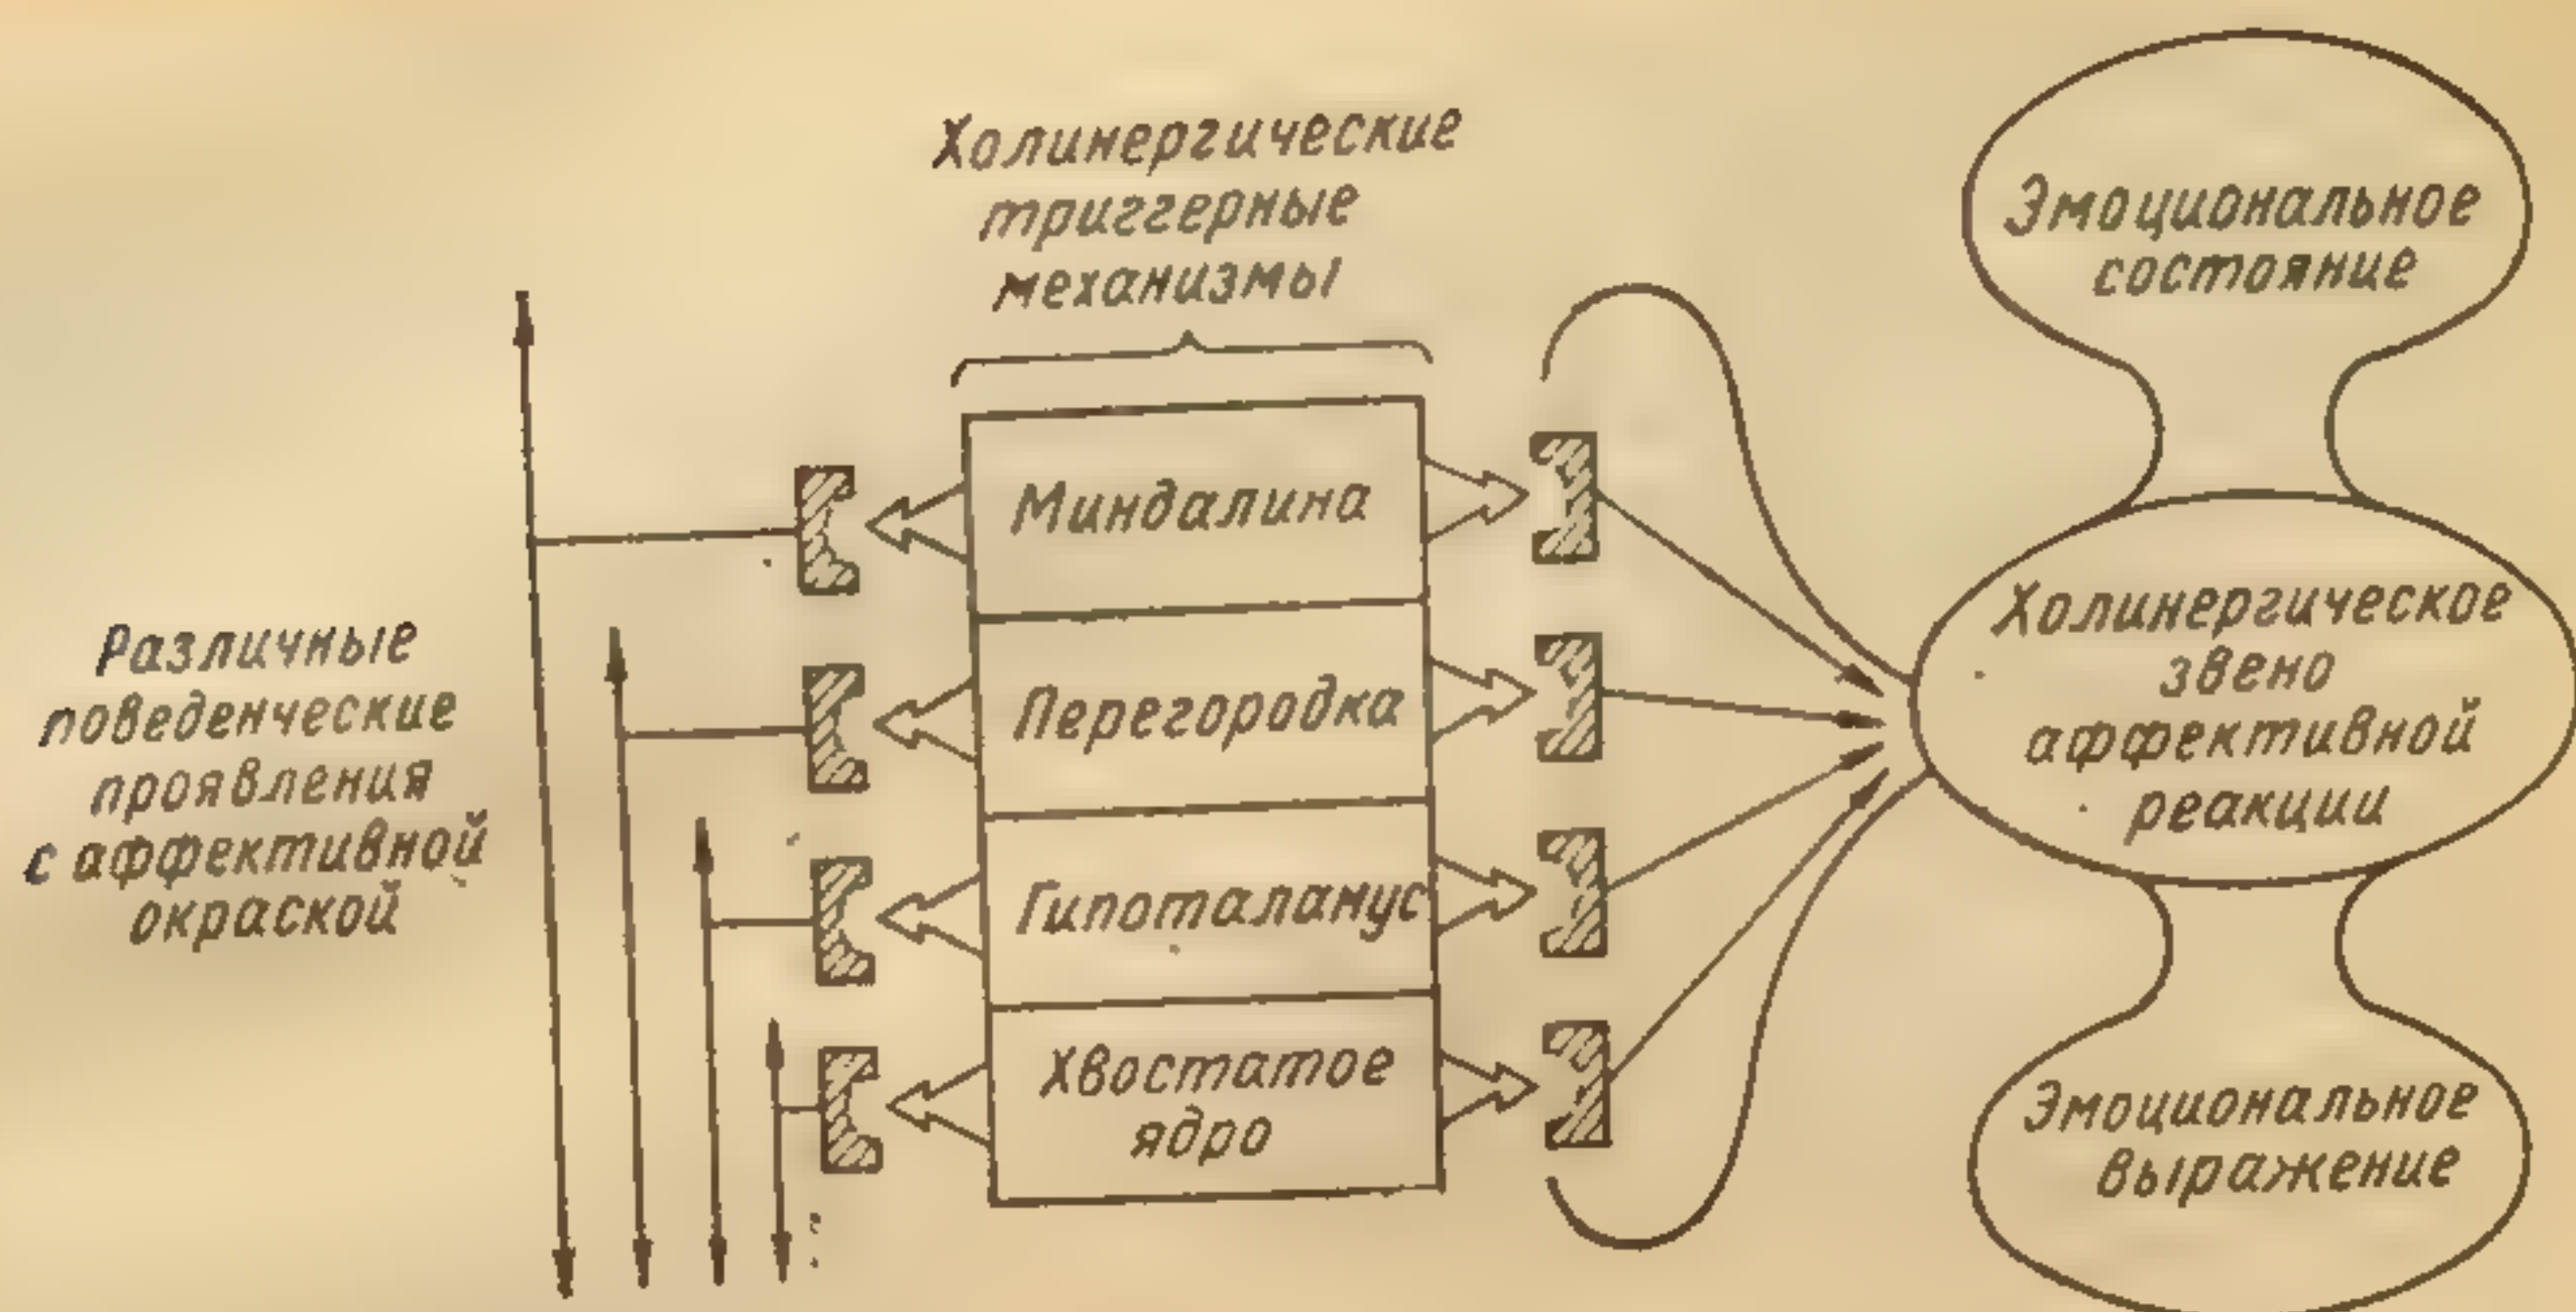 Холинергические
триггерные
механизмы
Различные
поведенческие
проявления
с аффективной
окраской
Миндалина
Перегородка
Гипоталамус
Хвостатое
ядро
Эмоциональное
состояние
Холинергическое
звено
аффективной
реакции
Эмоциональное
выражение